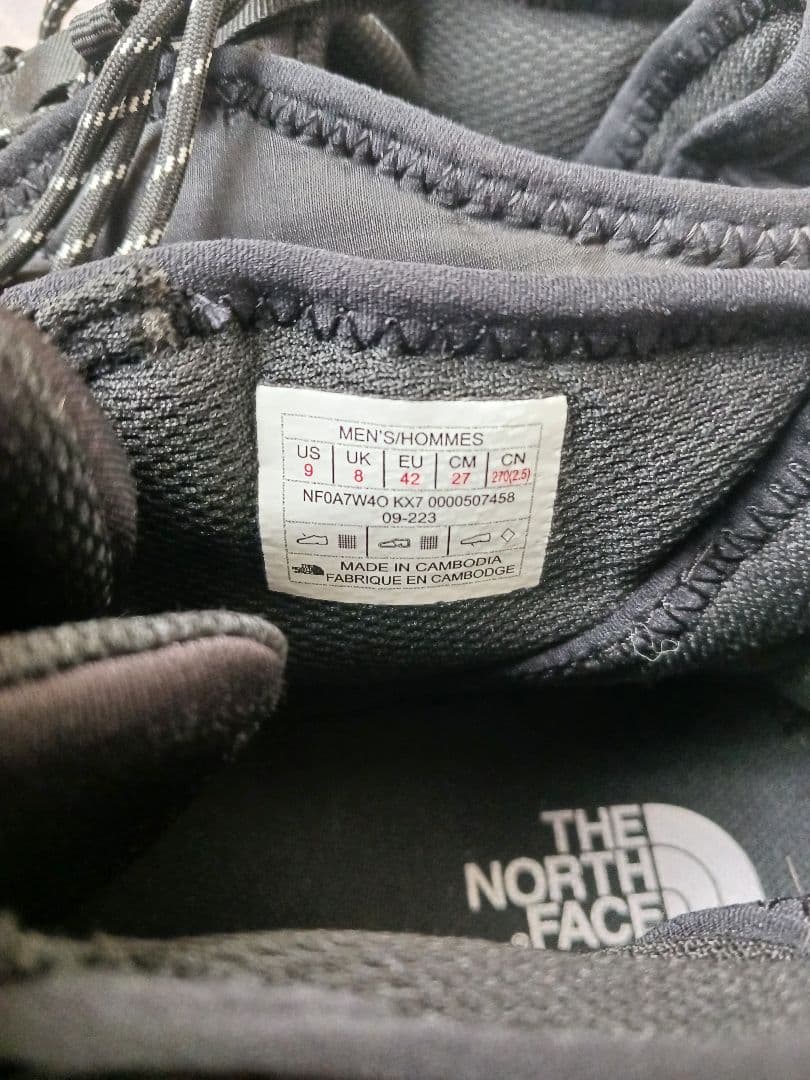 MEN'S/HOMMES
US UK EU CM CN
9 8 42 27 270(2.5)
NF0A7W4O KX7 0000507458
09-223
MADE IN CAMBODIA
FABRIQUE EN CAMBODGE
THE
NORTH
FACE